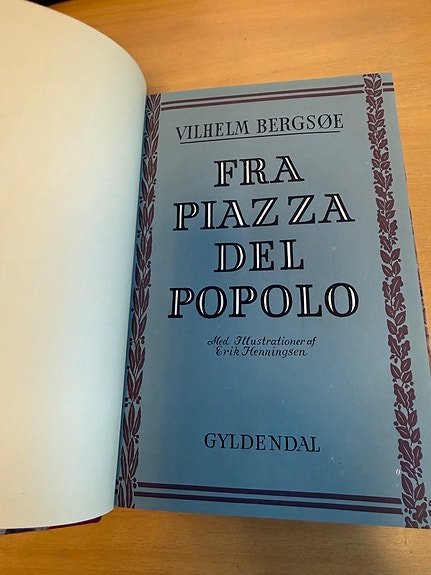 VILHELM BERGSØE
FRA
PIAZZA
DEL
POPOLO
Med Illustrationer af
Erik Henningsen
GYLDENDAL